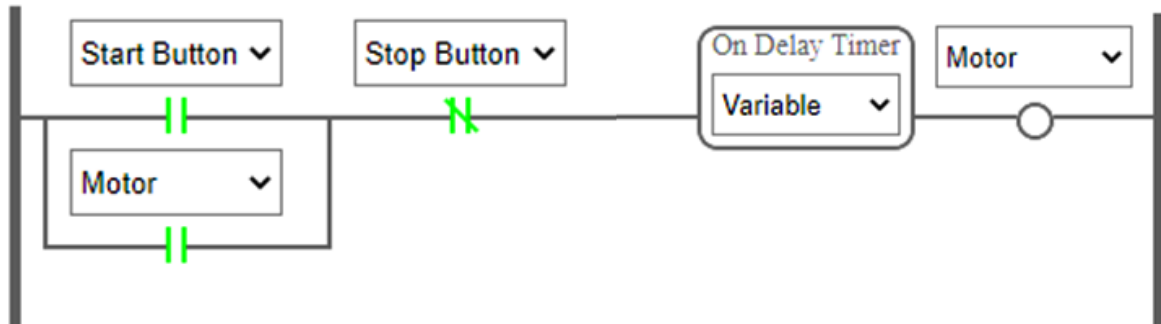 Start Button
Stop Button
On Delay Timer
Motor
Variable
Motor